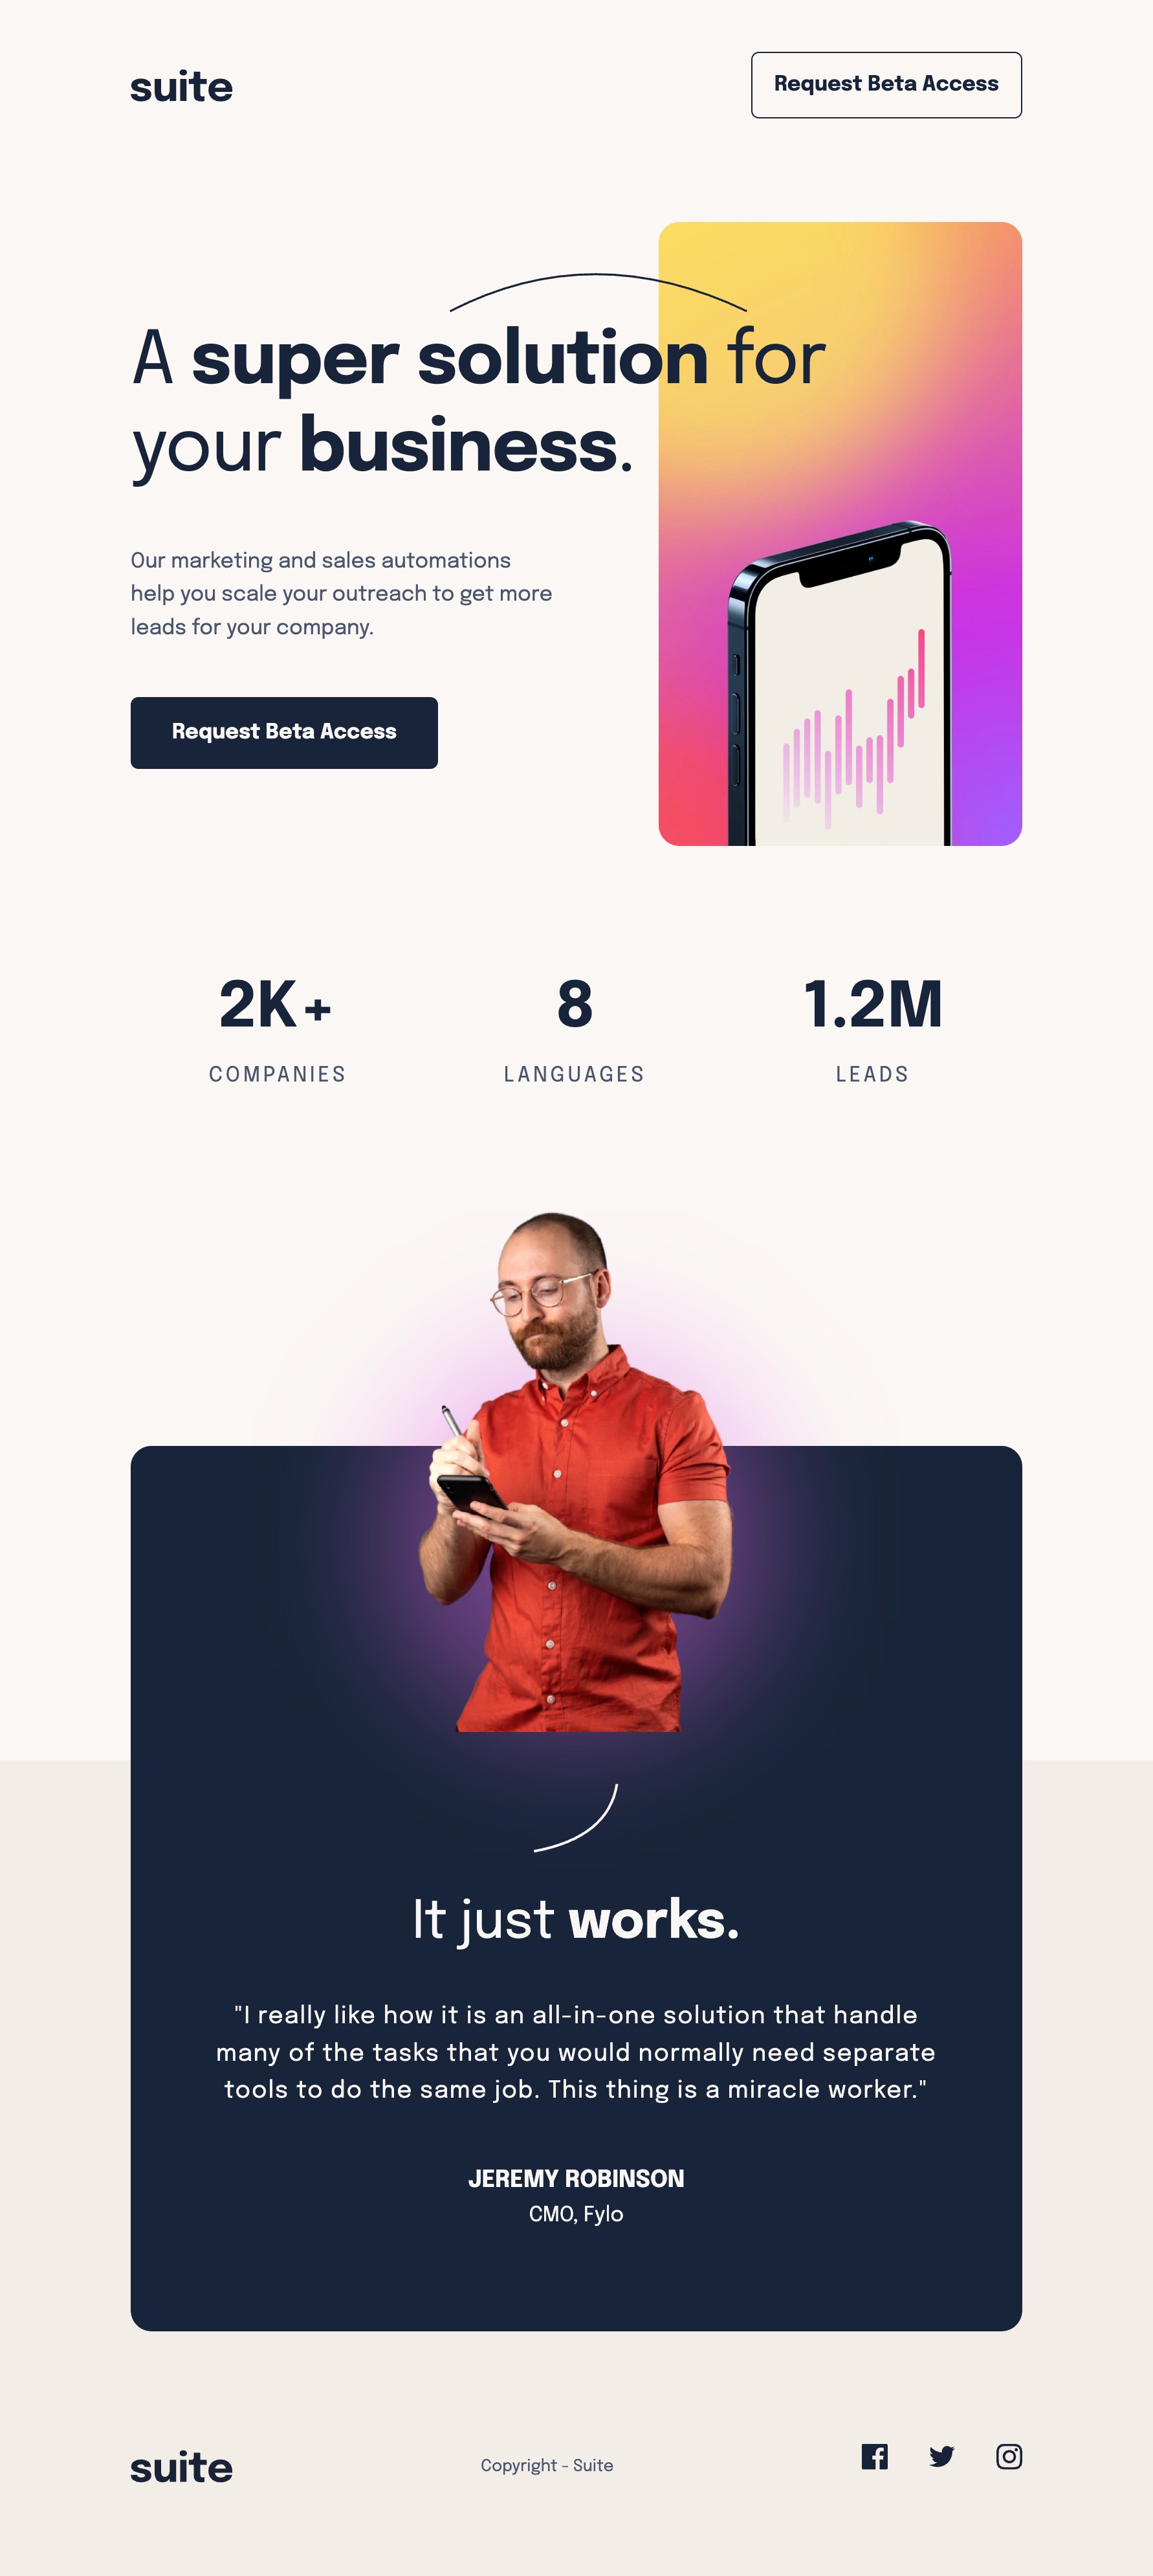 suite
Request Beta Access
A super solution for
your business.
Our marketing and sales automations
help you scale your outreach to get more
leads for your company.
Request Beta Access
2K+
COMPANIES
8
LANGUAGES
1.2M
LEADS
It just works.
"I really like how it is an all-in-one solution that handle
many of the tasks that you would normally need separate
tools to do the same job. This thing is a miracle worker."
JEREMY ROBINSON
CMO, Fylo
suite
Copyright - Suite